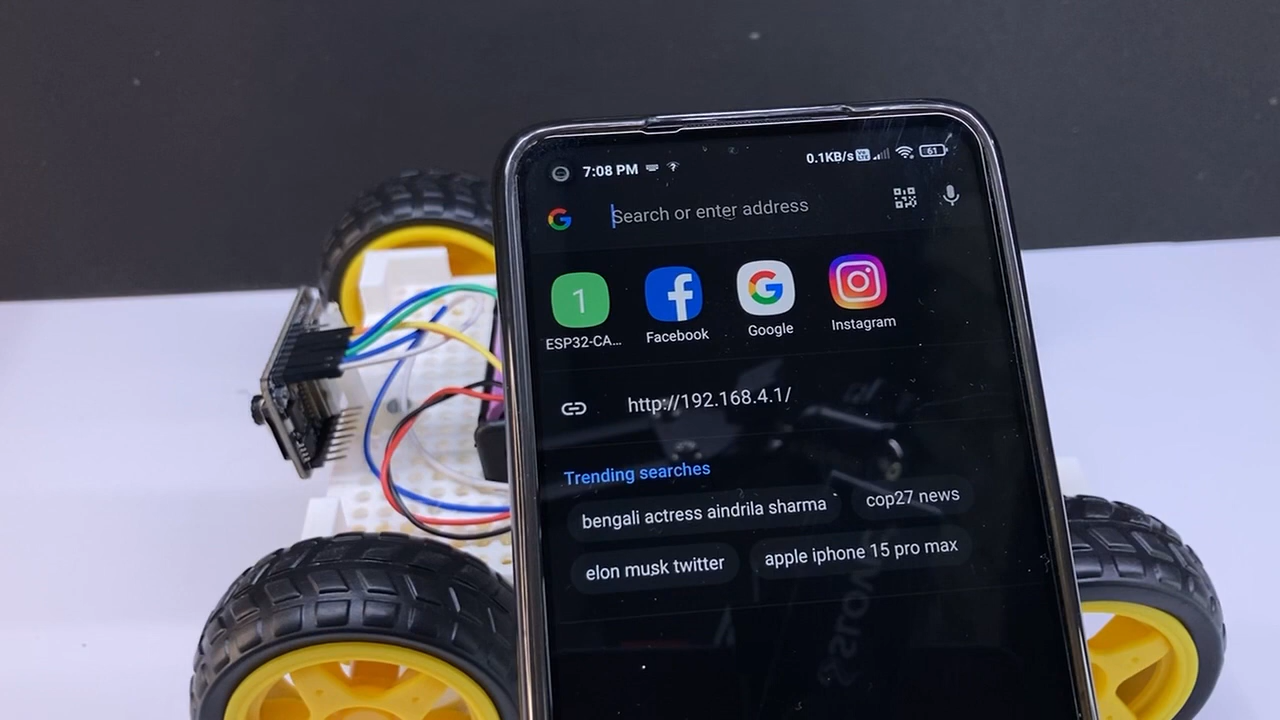 7:08 PM
0.1KB/s
61
Search or enter address
1
ESP32-CA...
Facebook
Google
Instagram
http://192.168.4.1/
Trending searches
bengali actress aindrila sharma
cop27 news
elon musk twitter
apple iphone 15 pro max